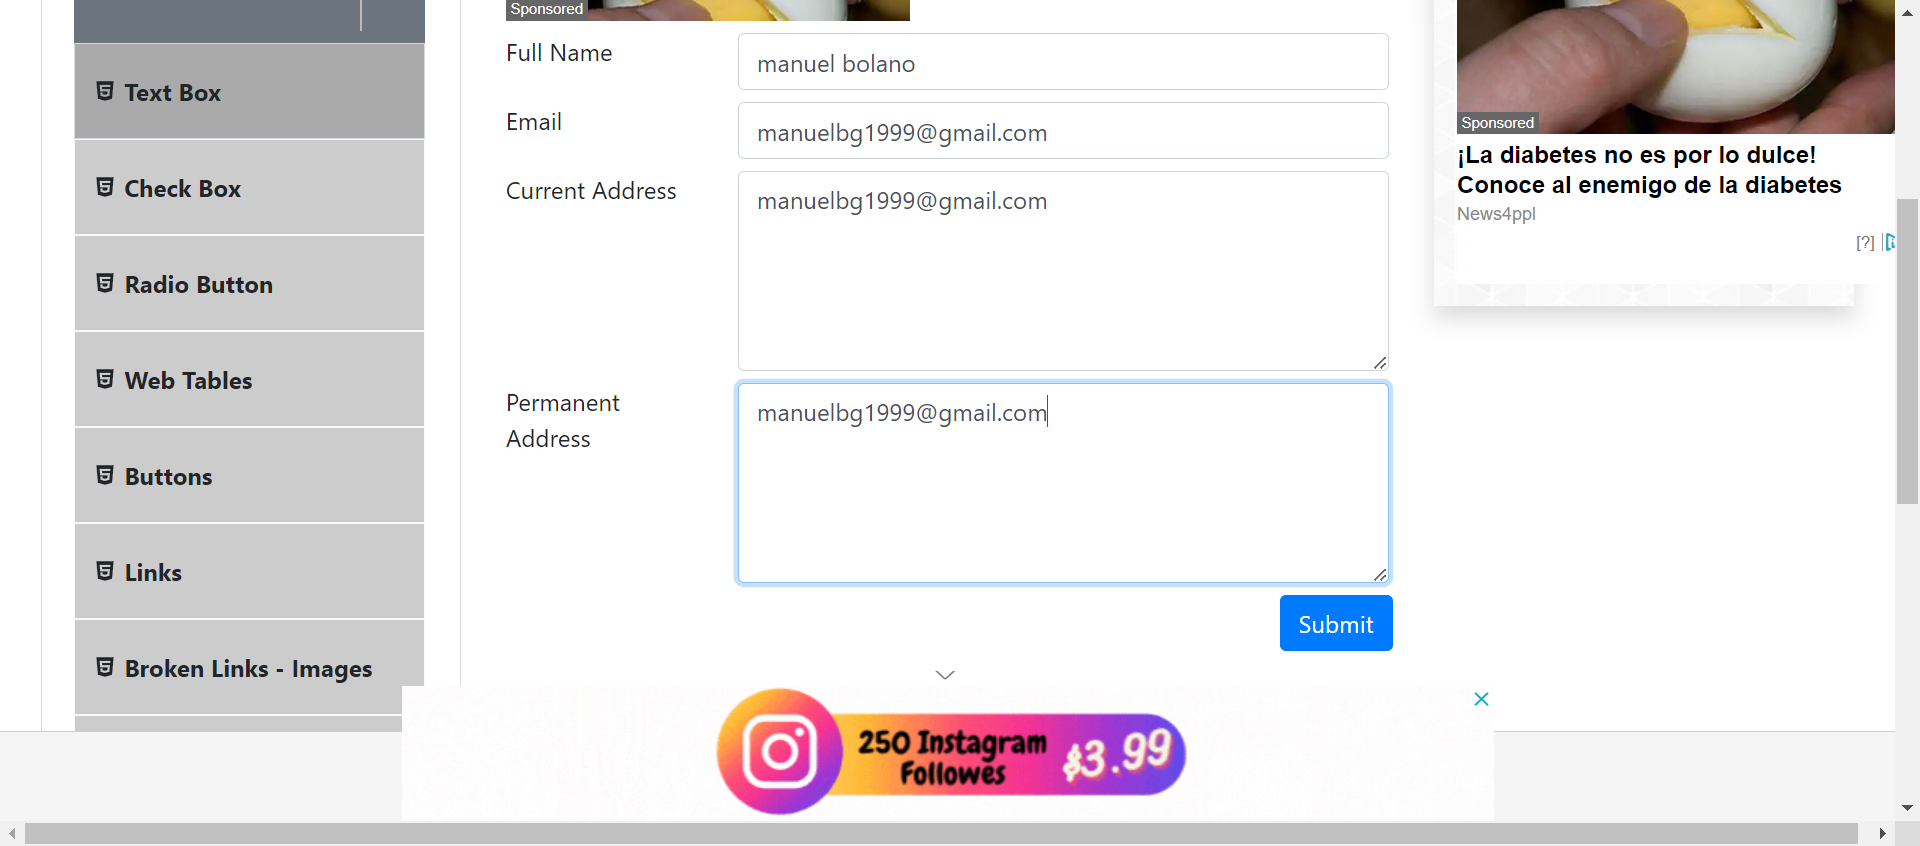 Sponsored
Text Box
Check Box
Radio Button
Web Tables
Buttons
Links
Broken Links - Images
Full Name
manuel bolano
Email
manuelbg1999@gmail.com
Current Address
manuelbg1999@gmail.com
Permanent
Address
manuelbg1999@gmail.com
Submit
Sponsored
¡La diabetes no es por lo dulce!
Conoce al enemigo de la diabetes
News4ppl
[?]
250 Instagram
Followes
$3.99